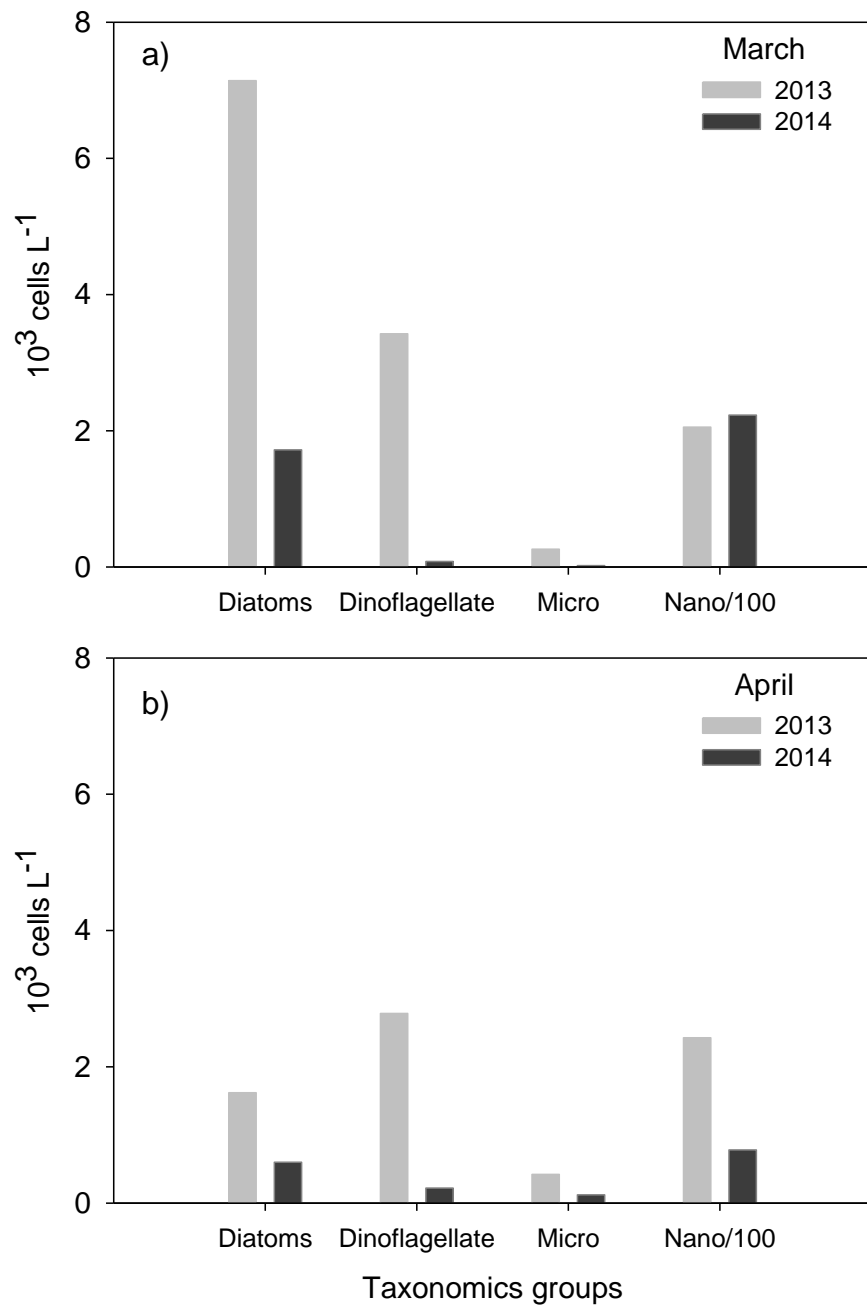 a)
March
2013
2014
8
6
4
2
0
10³ cells L⁻¹
Diatoms Dinoflagellate Micro Nano/100
b)
April
2013
2014
8
6
4
2
0
10³ cells L⁻¹
Diatoms Dinoflagellate Micro Nano/100
Taxonomics groups